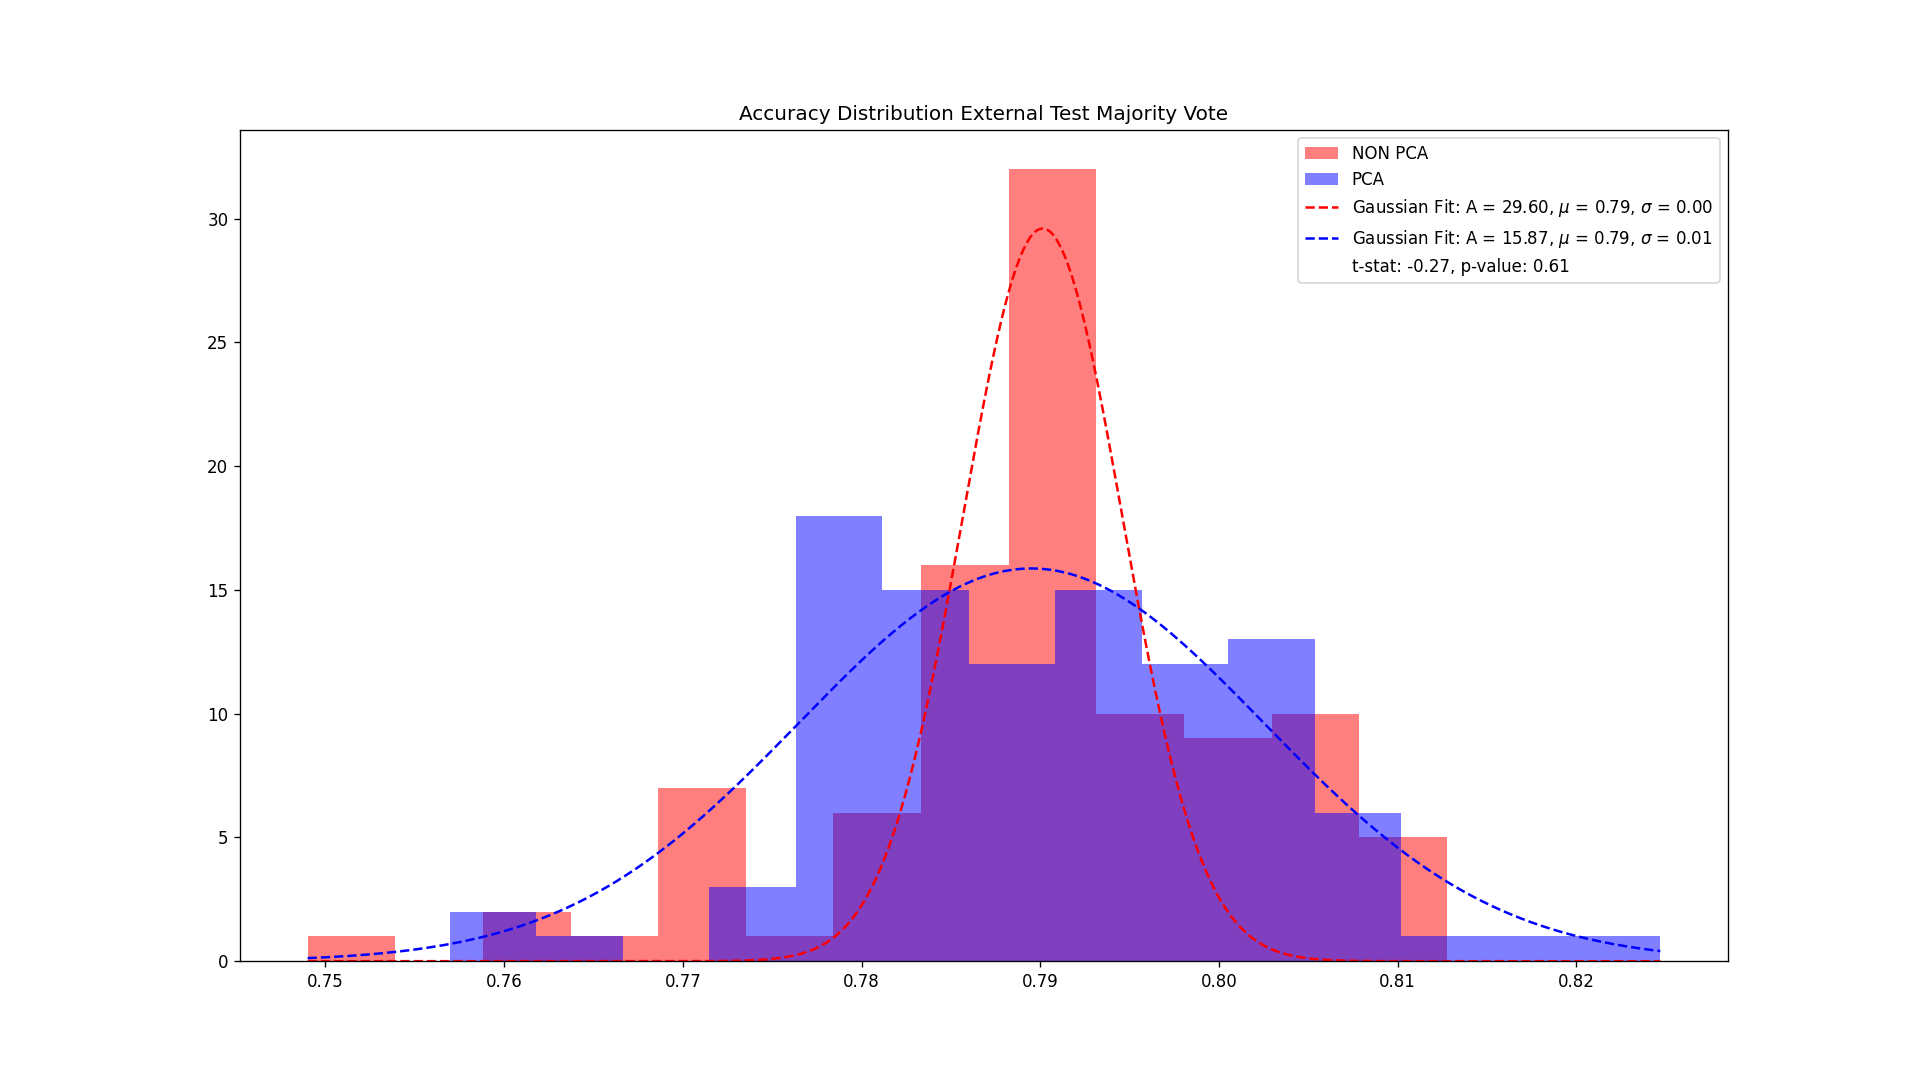 Accuracy Distribution External Test Majority Vote
NON PCA
PCA
Gaussian Fit: A = 29.60, μ = 0.79, σ = 0.00
Gaussian Fit: A = 15.87, μ = 0.79, σ = 0.01
t-stat: -0.27, p-value: 0.61
30
25
20
15
10
5
0
0.75 0.76 0.77 0.78 0.79 0.80 0.81 0.82